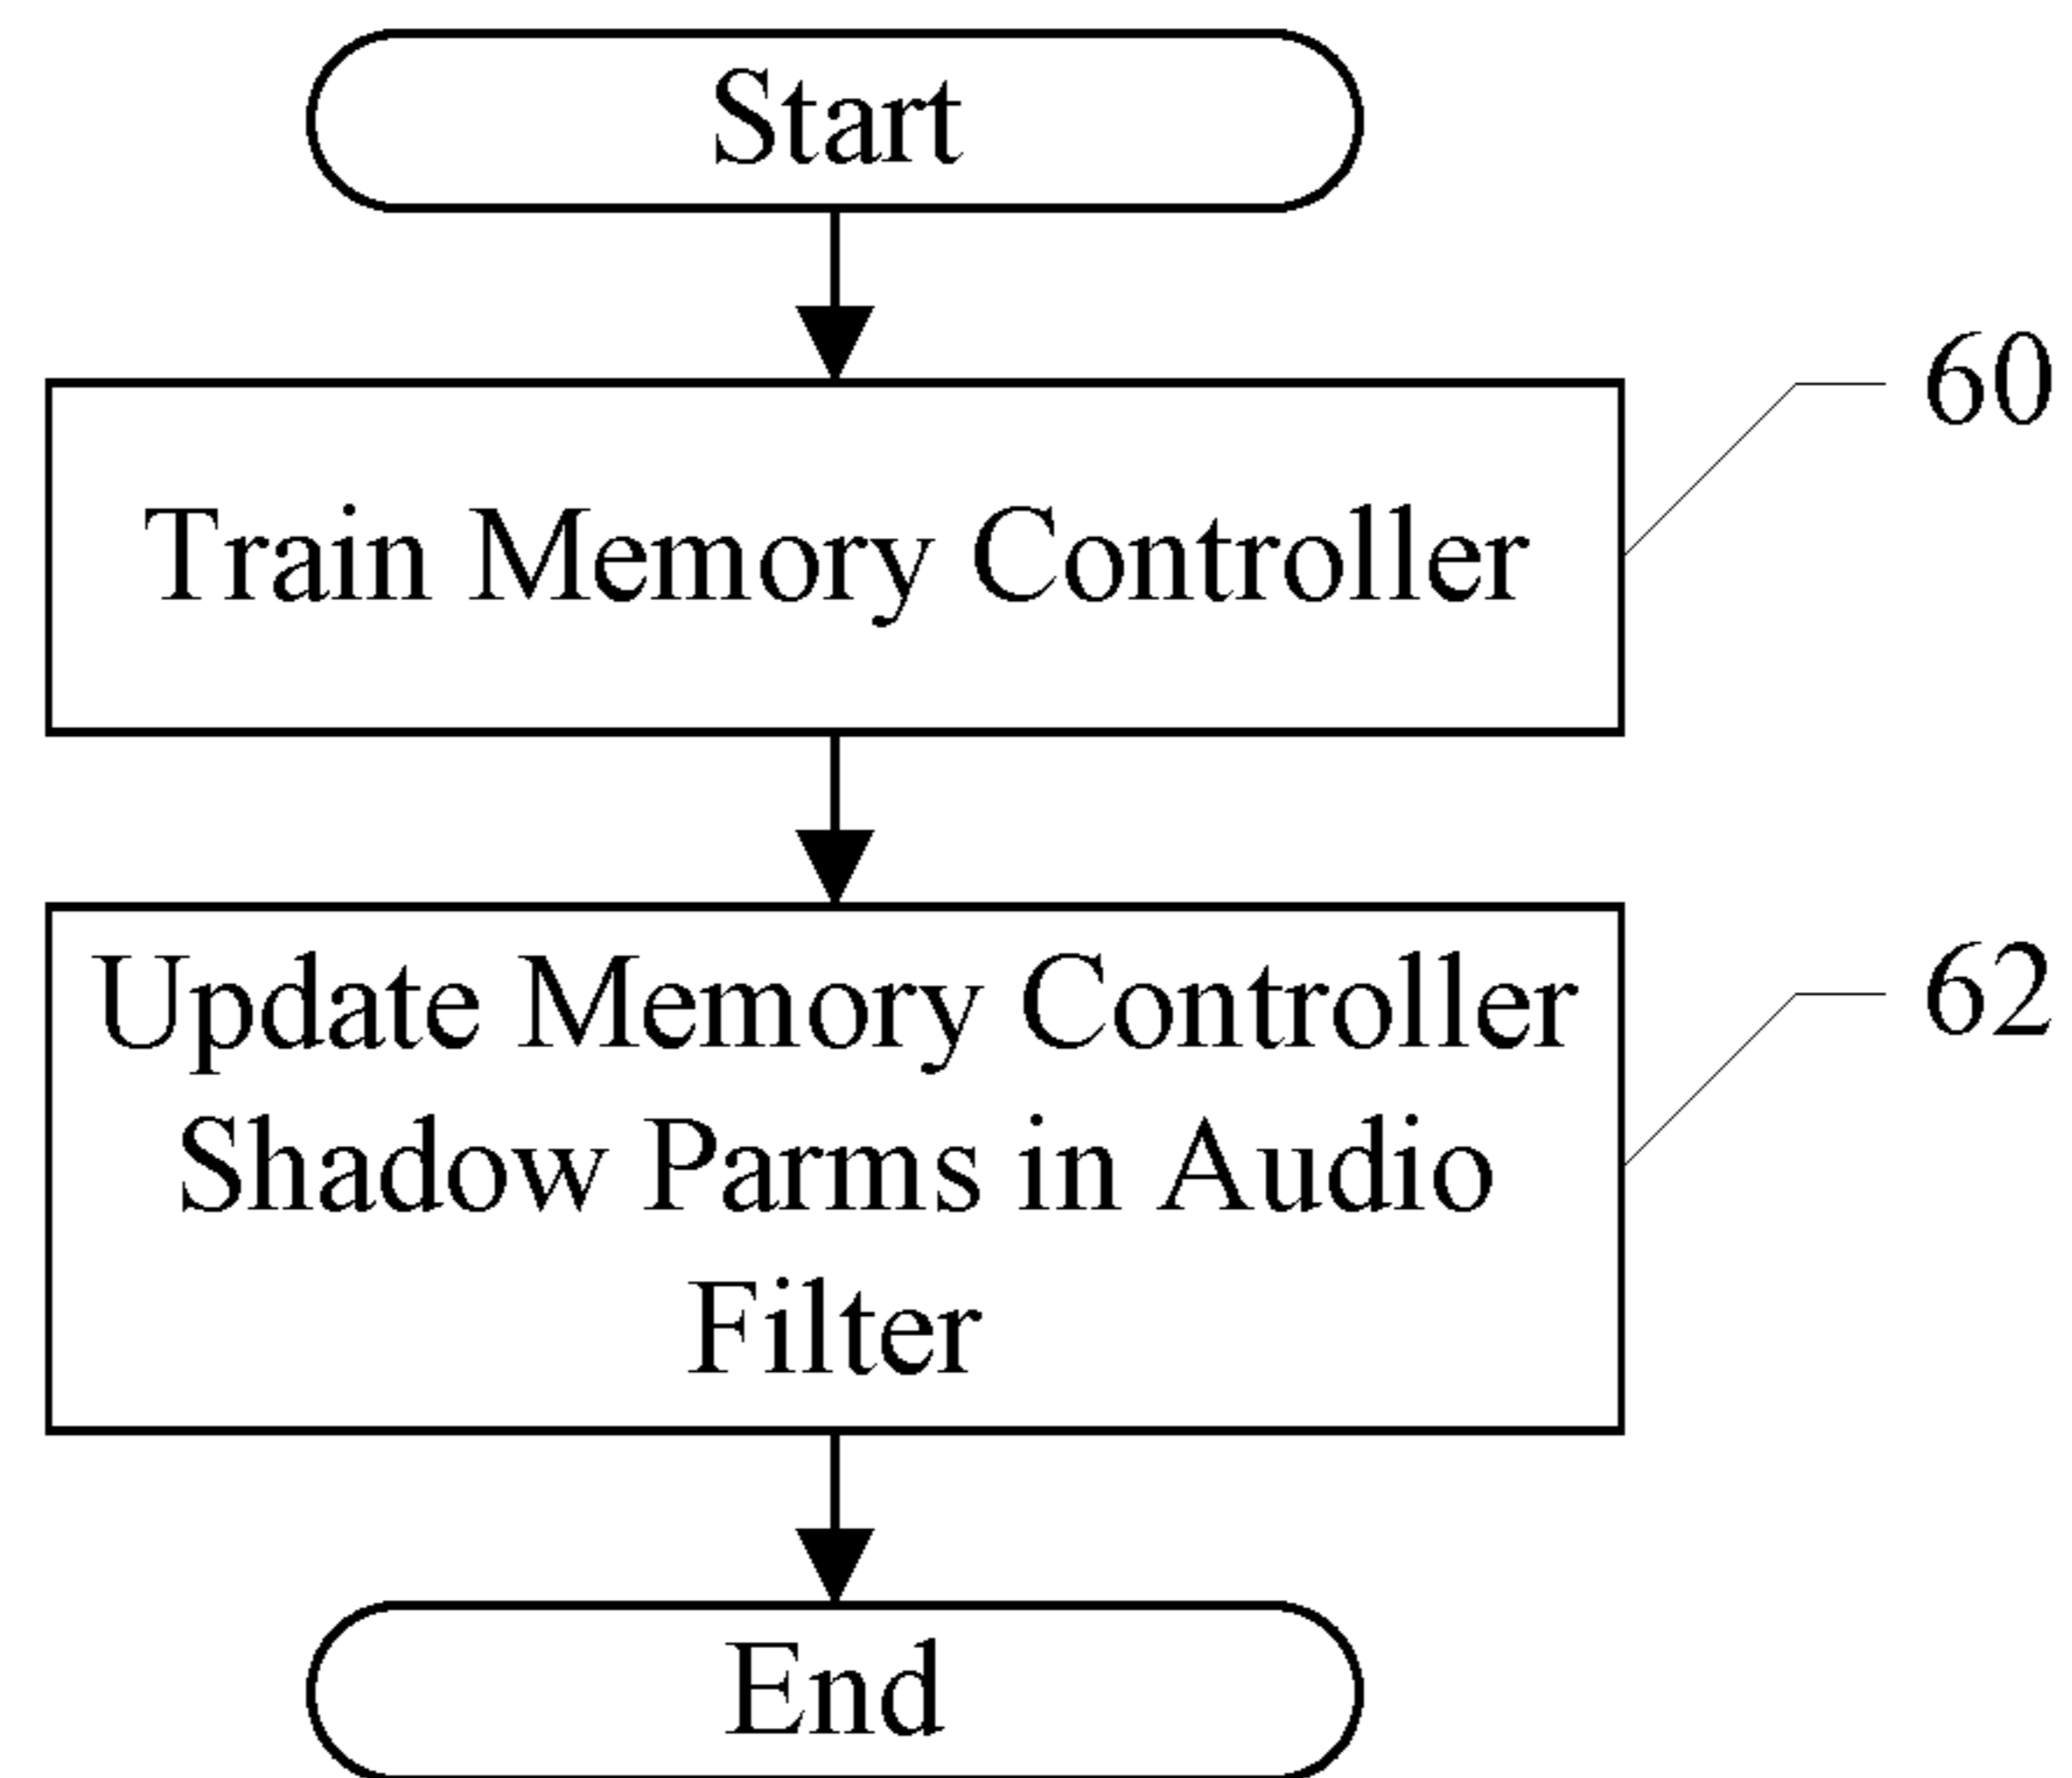 Start
60
Train Memory Controller
Update Memory Controller
62
Shadow Parms in Audio
Filter
End